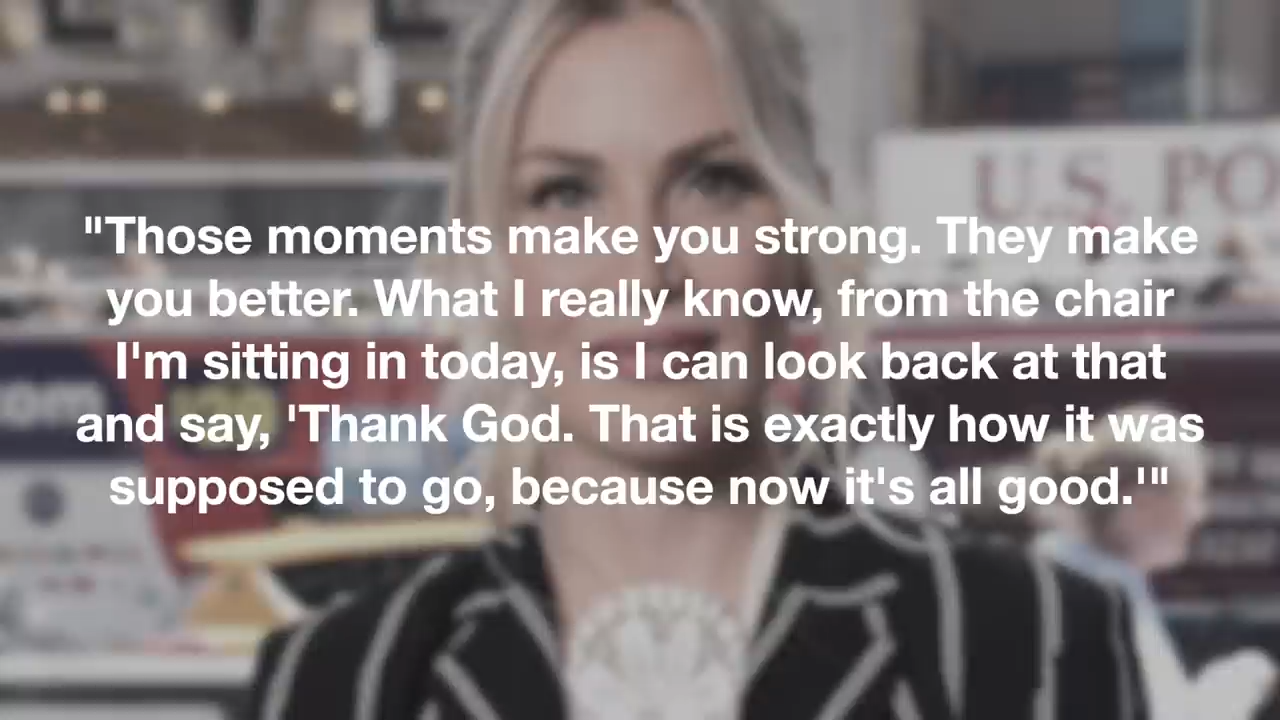 "Those moments make you strong. They make
you better. What I really know, from the chair
I'm sitting in today, is I can look back at that
and say, 'Thank God. That is exactly how it was
supposed to go, because now it's all good.'"
U.S. PO
om